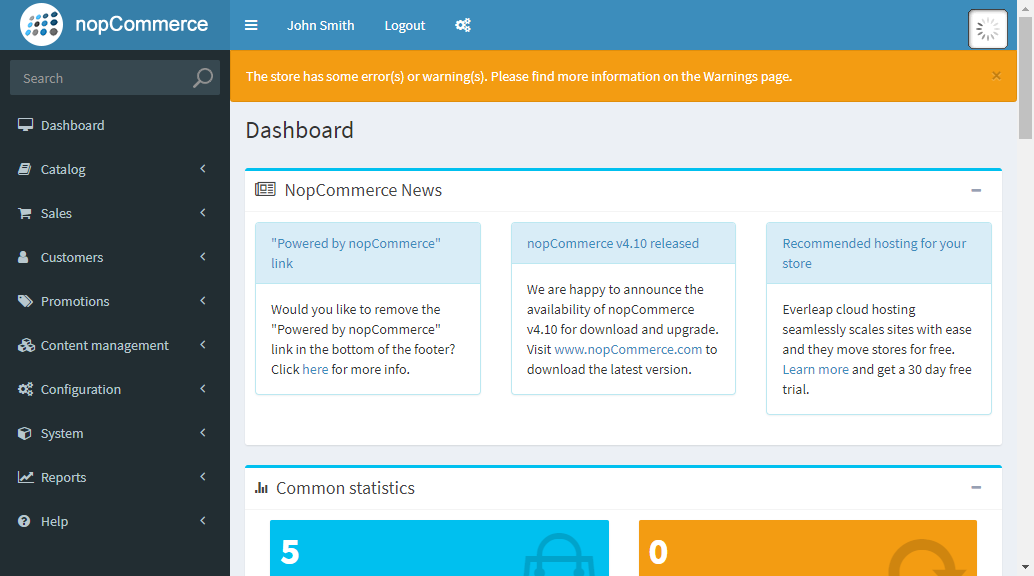 nopCommerce
John Smith
Logout
Search
The store has some error(s) or warning(s). Please find more information on the Warnings page.
×
Dashboard
Catalog
Sales
Customers
Promotions
Content management
Configuration
System
Reports
Help
Dashboard
NopCommerce News
"Powered by nopCommerce"
link
Would you like to remove the
"Powered by nopCommerce"
link in the bottom of the footer?
Click here for more info.
nopCommerce v4.10 released
We are happy to announce the
availability of nopCommerce
v4.10 for download and upgrade.
Visit www.nopCommerce.com to
download the latest version.
Recommended hosting for your
store
Everleap cloud hosting
seamlessly scales sites with ease
and they move stores for free.
Learn more and get a 30 day free
trial.
Common statistics
5
0